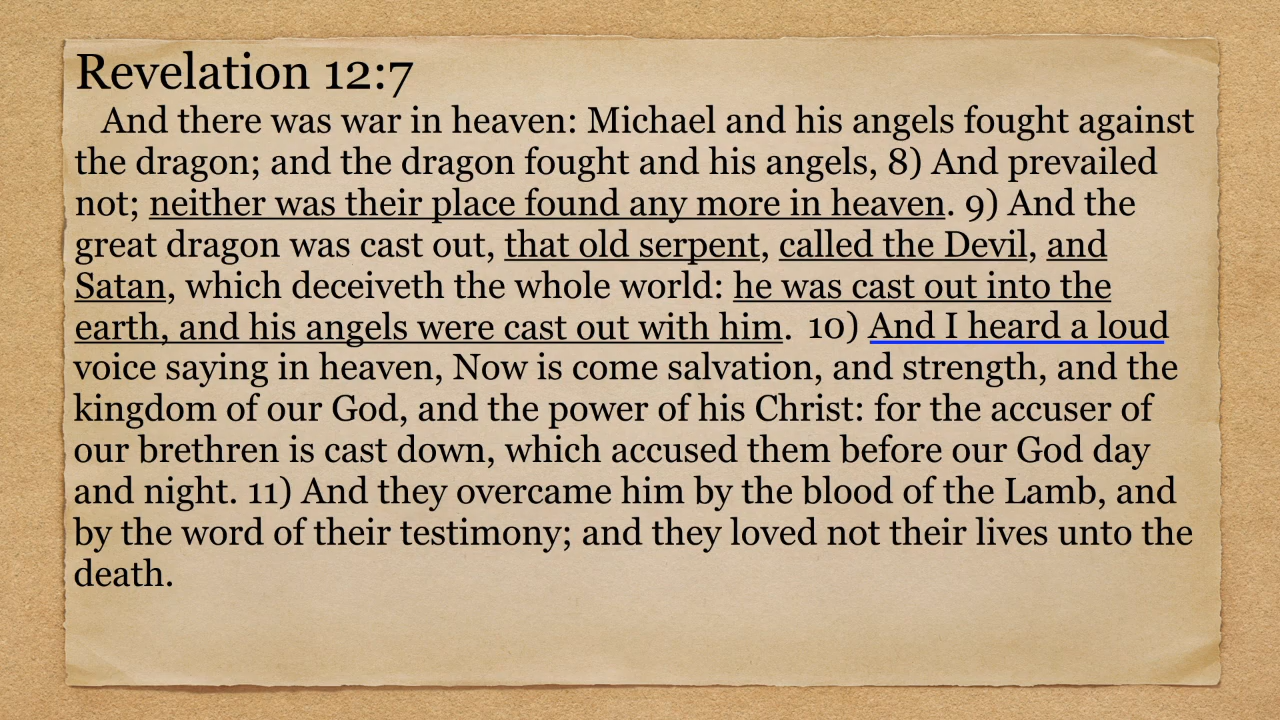 Revelation 12:7
And there was war in heaven: Michael and his angels fought against
the dragon; and the dragon fought and his angels, 8) And prevailed
not; neither was their place found any more in heaven. 9) And the
great dragon was cast out, that old serpent, called the Devil, and
Satan, which deceiveth the whole world: he was cast out into the
earth, and his angels were cast out with him. 10) And I heard a loud
voice saying in heaven, Now is come salvation, and strength, and the
kingdom of our God, and the power of his Christ: for the accuser of
our brethren is cast down, which accused them before our God day
and night. 11) And they overcame him by the blood of the Lamb, and
by the word of their testimony; and they loved not their lives unto the
death.